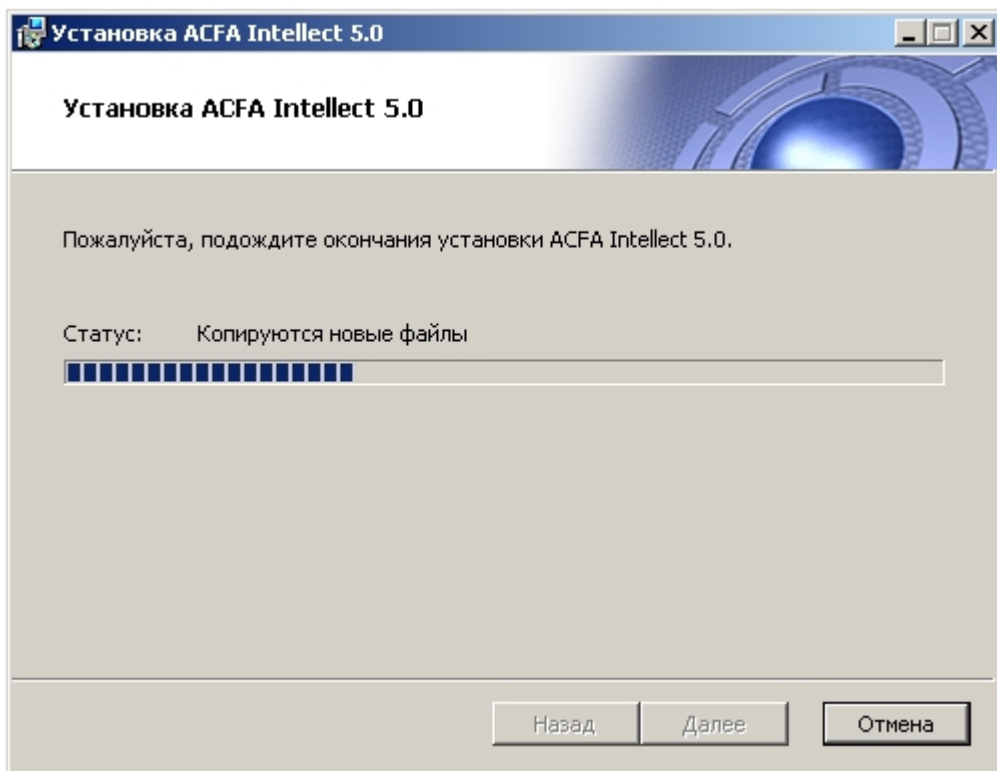 Установка ACFA Intellect 5.0
Установка ACFA Intellect 5.0
Пожалуйста, подождите окончания установки ACFA Intellect 5.0.
Статус: Копируются новые файлы
Назад Далее Отмена